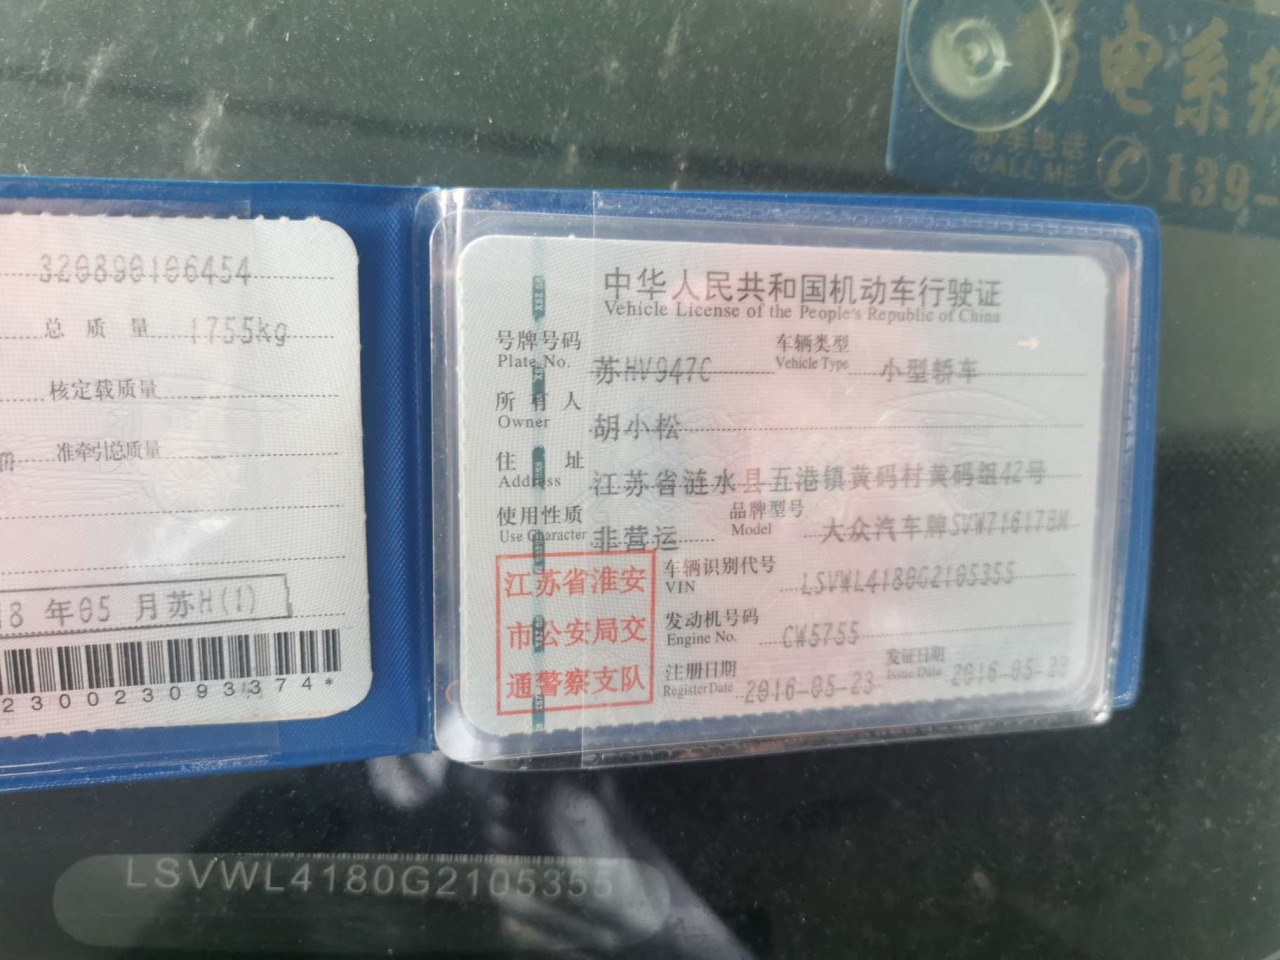 电系
CALL ME
139-
320890106454
总质量 1755kg
核定载质量 --
m 准牵引总质量 --
18 年05 月苏H(1)
2300023093374*
中华人民共和国机动车行驶证
Vehicle License of the People's Republic of China
号牌号码 苏HV947C 车辆类型 小型轿车
Plate No. Vehicle Type
所有人 胡小松
Owner
住址 江苏省涟水县五港镇黄码村黄码组42号
Address
使用性质 非营运 品牌型号 大众汽车牌SVW71617BM
Use Character Model
江苏省淮安
市公安局交
通警察支队
车辆识别代号 LSVWL4180G2105355
VIN
发动机号码 CW5755
Engine No.
注册日期 2016-05-23 发证日期 2016-05-23
Register Date Issue Date
LSVWL4180G2105355